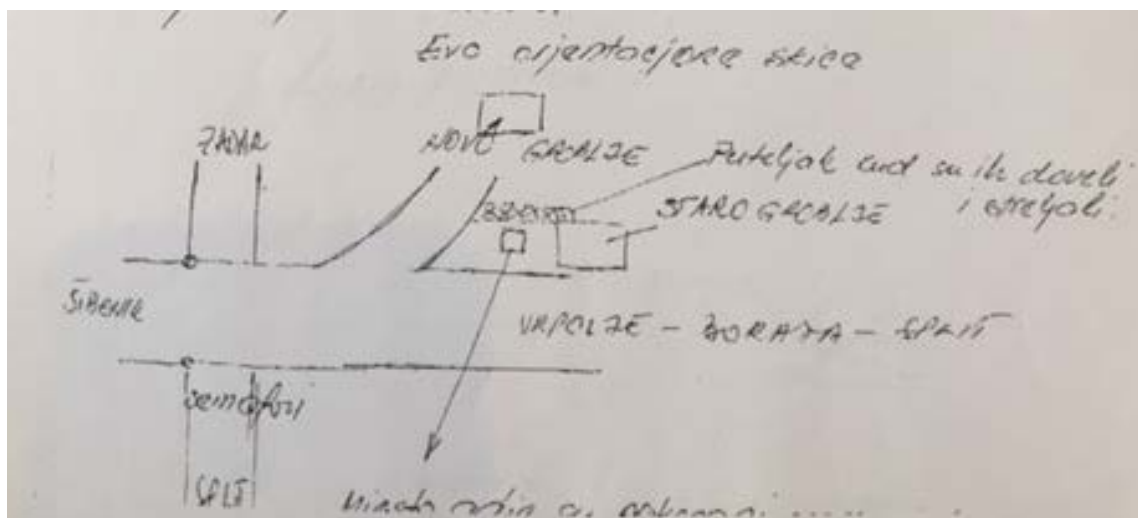 Evo orjentacjona skica
ZADAR
NOVO GROBLJE
Puteljak kud su ih doveli
i streljali.
STARO GROBLJE
ŠIBENIK
VRPOLJE - BORAJA - SPLIT
semafori
SPLIT